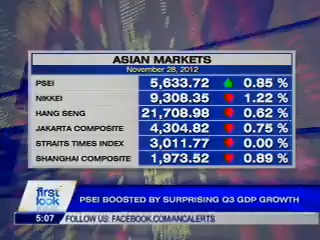 ASIAN MARKETS
November 28, 2012
PSEI 5,633.72 0.85 %
NIKKEI 9,308.35 1.22 %
HANG SENG 21,708.98 0.62 %
JAKARTA COMPOSITE 4,304.82 0.75 %
STRAITS TIMES INDEX 3,011.77 0.00 %
SHANGHAI COMPOSITE 1,973.52 0.89 %
first look
PSEI BOOSTED BY SURPRISING Q3 GDP GROWTH
5:07 FOLLOW US: FACEBOOK.COM/ANCALERTS